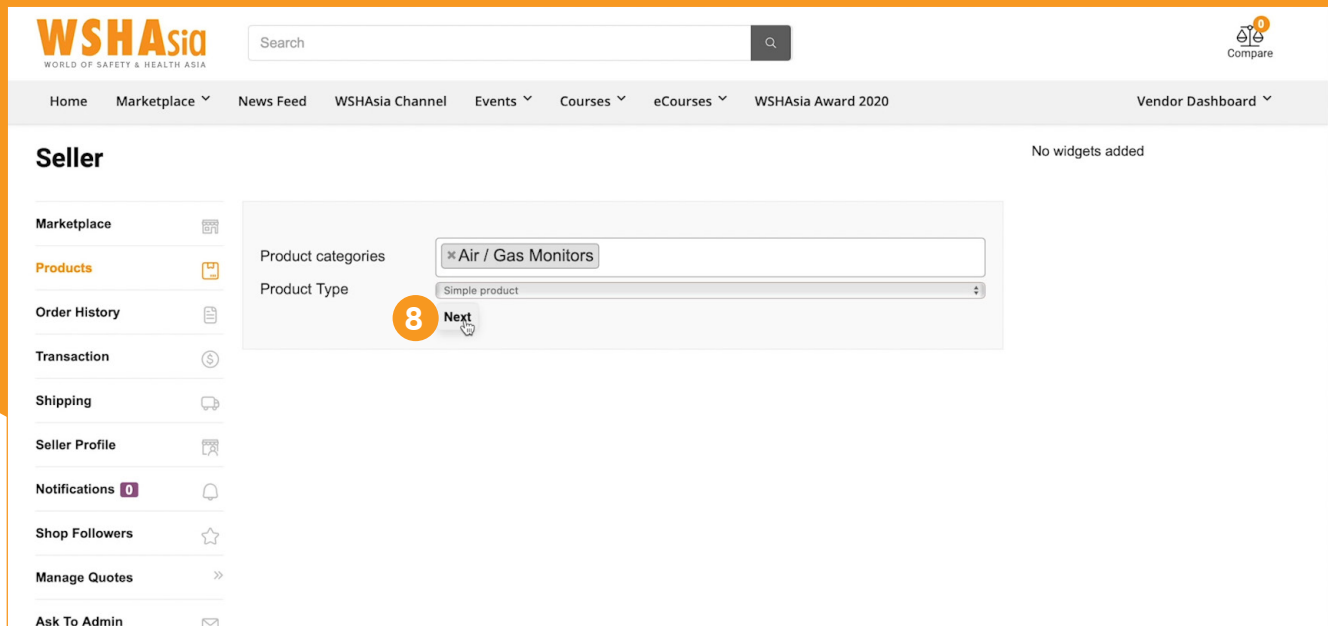 WSHAsia
WORLD OF SAFETY & HEALTH ASIA
Search
0
Compare
Home Marketplace News Feed WSHAsia Channel Events Courses eCourses WSHAsia Award 2020 Vendor Dashboard
Seller
No widgets added
Marketplace
Products
Order History
Transaction
Shipping
Seller Profile
Notifications 0
Shop Followers
Manage Quotes
Ask To Admin
Product categories ×Air / Gas Monitors
Product Type Simple product
8 Next